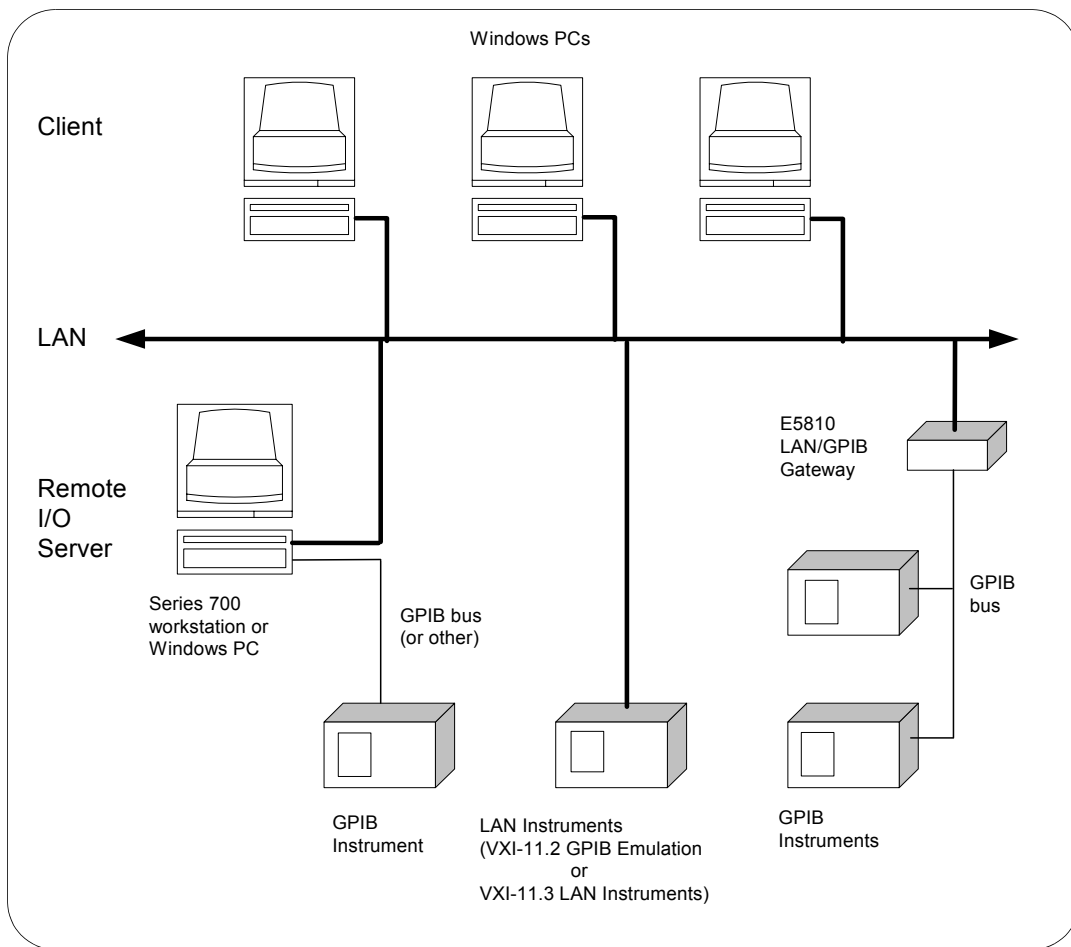 Windows PCs
Client
LAN
E5810
LAN/GPIB
Gateway
Remote
I/O
Server
Series 700
workstation or
Windows PC
GPIB bus
(or other)
GPIB
bus
GPIB
Instrument
LAN Instruments
(VXI-11.2 GPIB Emulation
or
VXI-11.3 LAN Instruments)
GPIB
Instruments